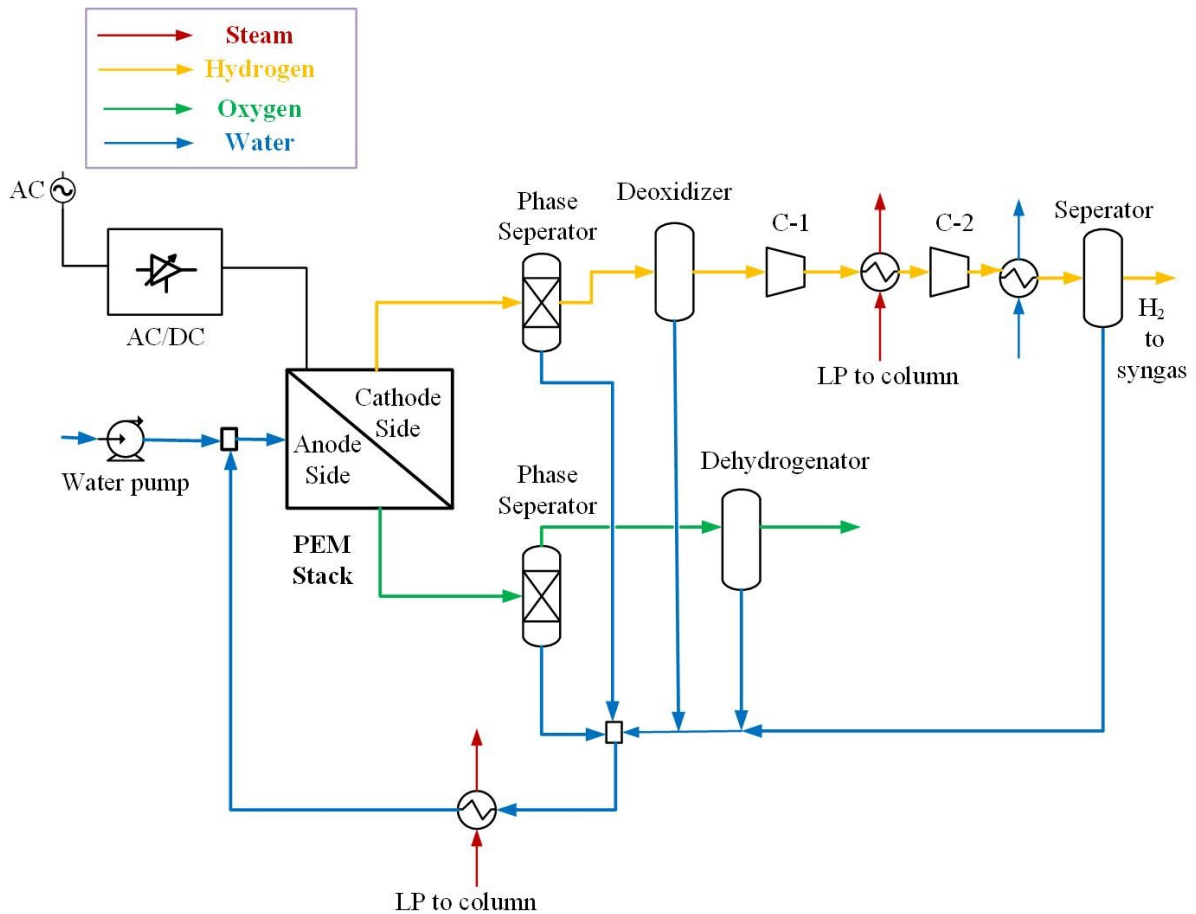 Steam
Hydrogen
Oxygen
Water
AC
AC/DC
Phase
Seperator
Deoxidizer
C-1
C-2
Seperator
LP to column
H₂
to
syngas
Cathode
Side
Anode
Side
Water pump
PEM
Stack
Phase
Seperator
Dehydrogenator
LP to column